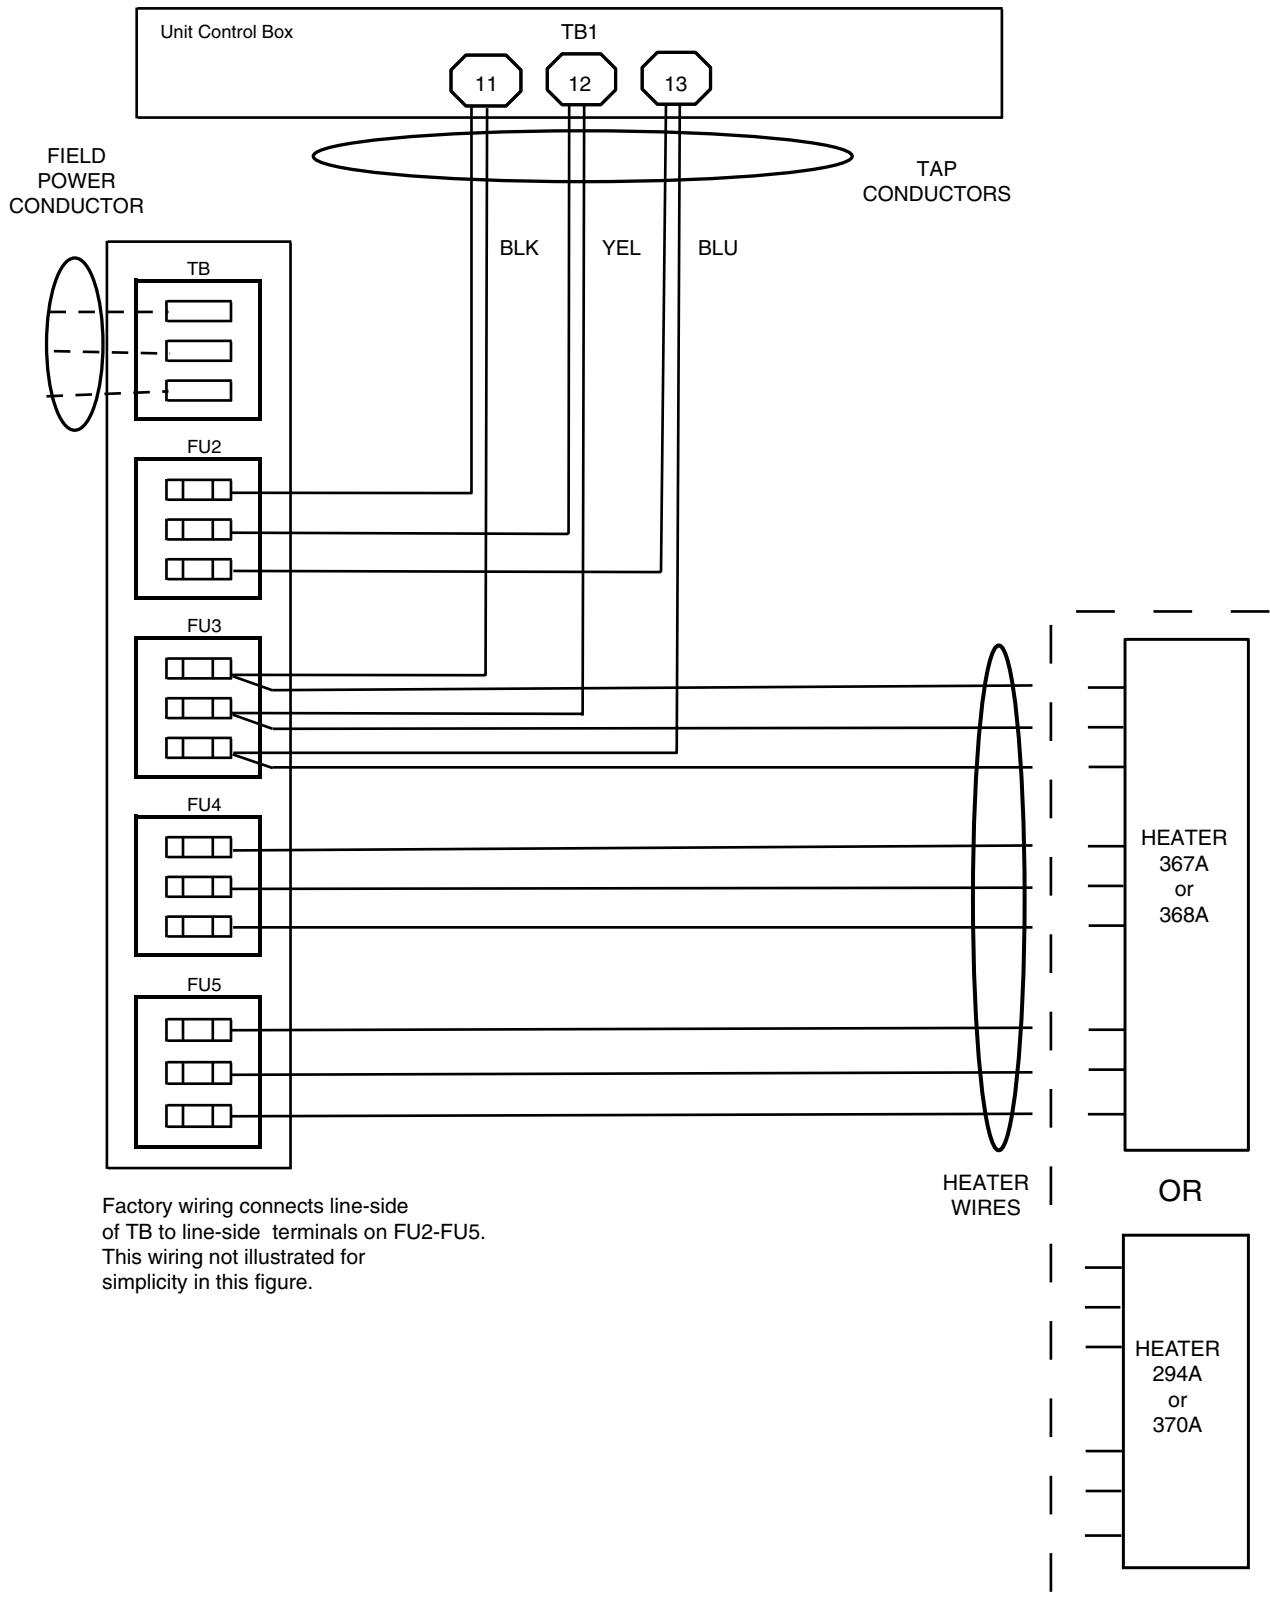 Unit Control Box
TB1
11
12
13
FIELD
POWER
CONDUCTOR
TAP
CONDUCTORS
BLK
YEL
BLU
TB
FU2
FU3
FU4
HEATER
367A
or
368A
FU5
HEATER
WIRES
OR
Factory wiring connects line-side
of TB to line-side terminals on FU2-FU5.
This wiring not illustrated for
simplicity in this figure.
HEATER
294A
or
370A